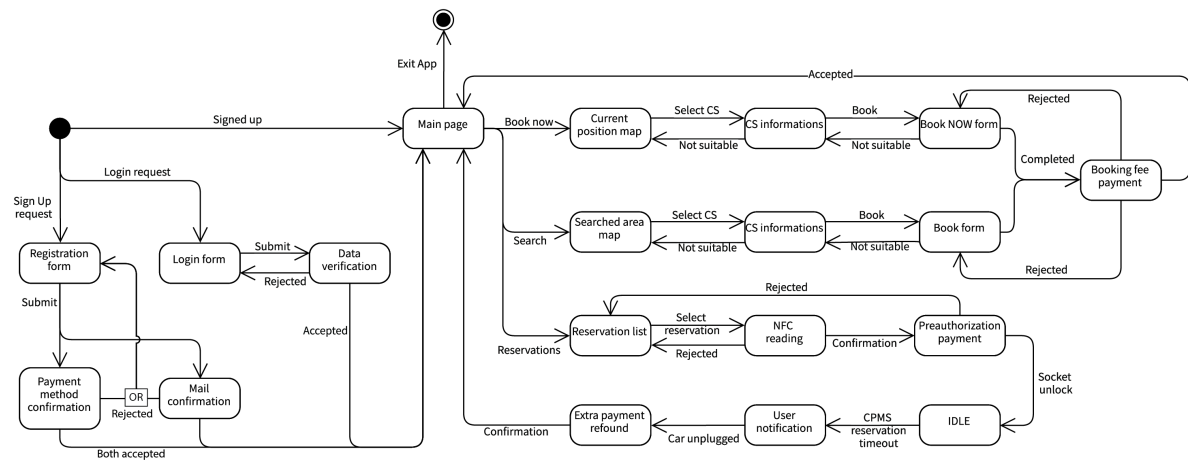 Exit App
Accepted
Signed up
Main page
Book now
Current
position map
Select CS
Not suitable
CS informations
Book
Not suitable
Book NOW form
Rejected
Completed
Booking fee
payment
Login request
Sign Up
request
Search
Searched area
map
Select CS
Not suitable
CS informations
Book
Not suitable
Book form
Rejected
Registration
form
Login form
Submit
Rejected
Data
verification
Submit
Accepted
Rejected
Reservations
Reservation list
Select
reservation
Rejected
NFC
reading
Confirmation
Preauthorization
payment
Socket
unlock
Payment
method
confirmation
OR
Rejected
Mail
confirmation
Both accepted
Confirmation
Extra payment
refound
Car unplugged
User
notification
CPMS
reservation
timeout
IDLE